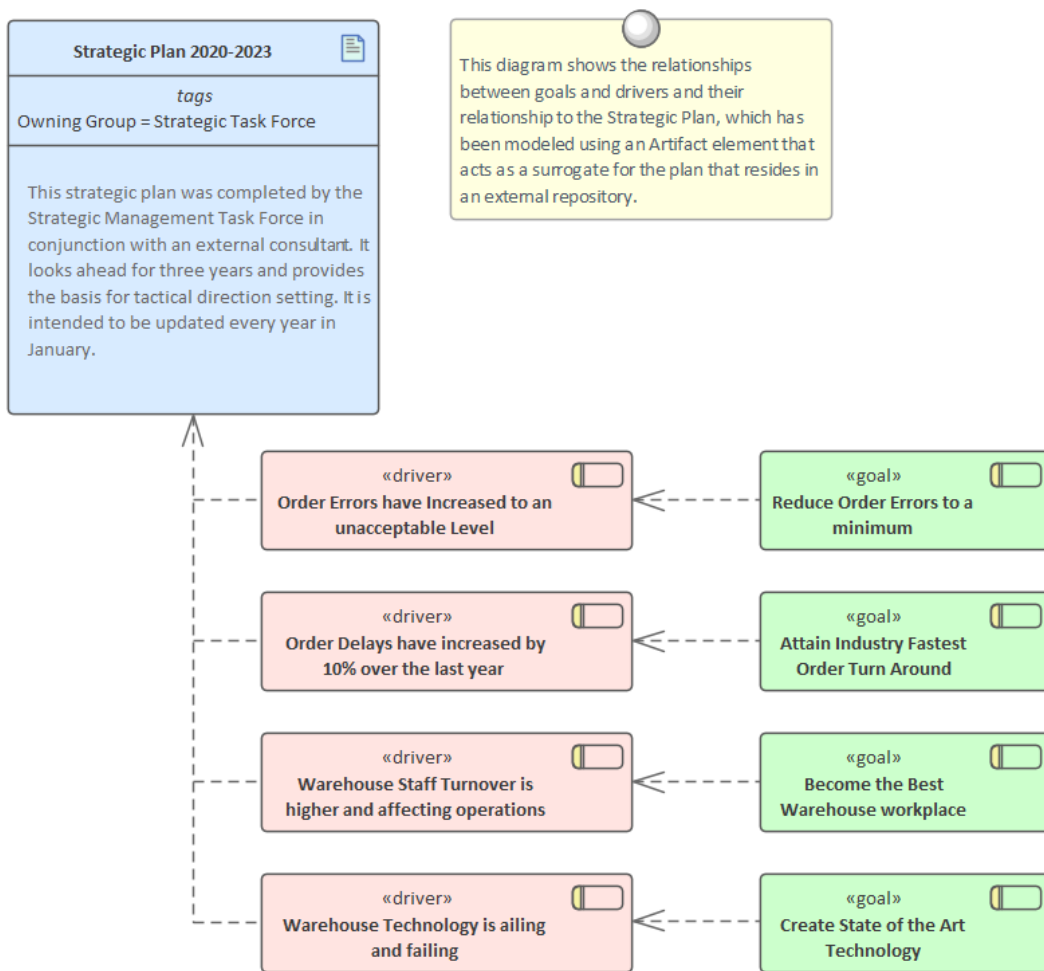 Strategic Plan 2020-2023
tags
Owning Group = Strategic Task Force
This strategic plan was completed by the
Strategic Management Task Force in
conjunction with an external consultant. It
looks ahead for three years and provides
the basis for tactical direction setting. It is
intended to be updated every year in
January.
This diagram shows the relationships
between goals and drivers and their
relationship to the Strategic Plan, which has
been modeled using an Artifact element that
acts as a surrogate for the plan that resides in
an external repository.
«driver»
Order Errors have Increased to an
unacceptable Level
«goal»
Reduce Order Errors to a
minimum
«driver»
Order Delays have increased by
10% over the last year
«goal»
Attain Industry Fastest
Order Turn Around
«driver»
Warehouse Staff Turnover is
higher and affecting operations
«goal»
Become the Best
Warehouse workplace
«driver»
Warehouse Technology is ailing
and failing
«goal»
Create State of the Art
Technology